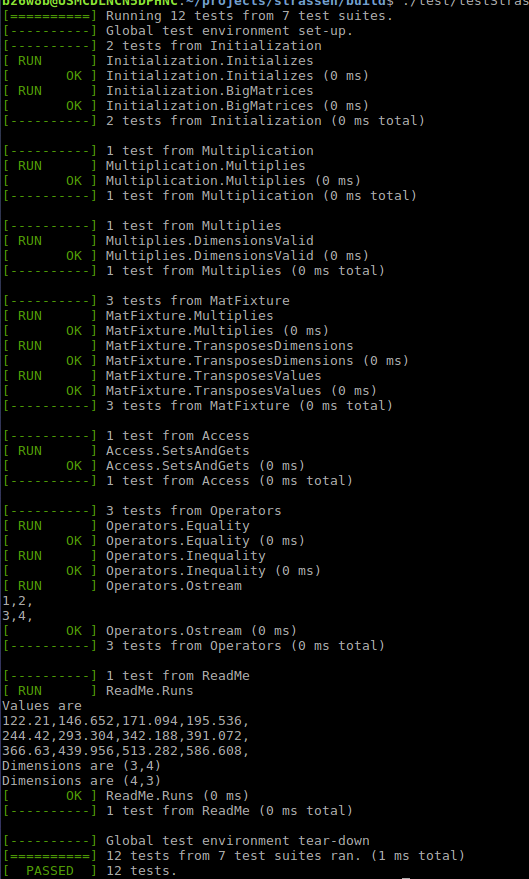 :~/projects/strassen/build$ ./test/testStras
[==========] Running 12 tests from 7 test suites.
[----------] Global test environment set-up.
[----------] 2 tests from Initialization
[ RUN      ] Initialization.Initializes
[       OK ] Initialization.Initializes (0 ms)
[ RUN      ] Initialization.BigMatrices
[       OK ] Initialization.BigMatrices (0 ms)
[----------] 2 tests from Initialization (0 ms total)
[----------] 1 test from Multiplication
[ RUN      ] Multiplication.Multiplies
[       OK ] Multiplication.Multiplies (0 ms)
[----------] 1 test from Multiplication (0 ms total)
[----------] 1 test from Multiplies
[ RUN      ] Multiplies.DimensionsValid
[       OK ] Multiplies.DimensionsValid (0 ms)
[----------] 1 test from Multiplies (0 ms total)
[----------] 3 tests from MatFixture
[ RUN      ] MatFixture.Multiplies
[       OK ] MatFixture.Multiplies (0 ms)
[ RUN      ] MatFixture.TransposesDimensions
[       OK ] MatFixture.TransposesDimensions (0 ms)
[ RUN      ] MatFixture.TransposesValues
[       OK ] MatFixture.TransposesValues (0 ms)
[----------] 3 tests from MatFixture (0 ms total)
[----------] 1 test from Access
[ RUN      ] Access.SetsAndGets
[       OK ] Access.SetsAndGets (0 ms)
[----------] 1 test from Access (0 ms total)
[----------] 3 tests from Operators
[ RUN      ] Operators.Equality
[       OK ] Operators.Equality (0 ms)
[ RUN      ] Operators.Inequality
[       OK ] Operators.Inequality (0 ms)
[ RUN      ] Operators.Ostream
1,2,
3,4,
[       OK ] Operators.Ostream (0 ms)
[----------] 3 tests from Operators (0 ms total)
[----------] 1 test from ReadMe
[ RUN      ] ReadMe.Runs
Values are
122.21,146.652,171.094,195.536,
244.42,293.304,342.188,391.072,
366.63,439.956,513.282,586.608,
Dimensions are (3,4)
Dimensions are (4,3)
[       OK ] ReadMe.Runs (0 ms)
[----------] 1 test from ReadMe (0 ms total)
[----------] Global test environment tear-down
[==========] 12 tests from 7 test suites ran. (1 ms total)
[  PASSED  ] 12 tests.